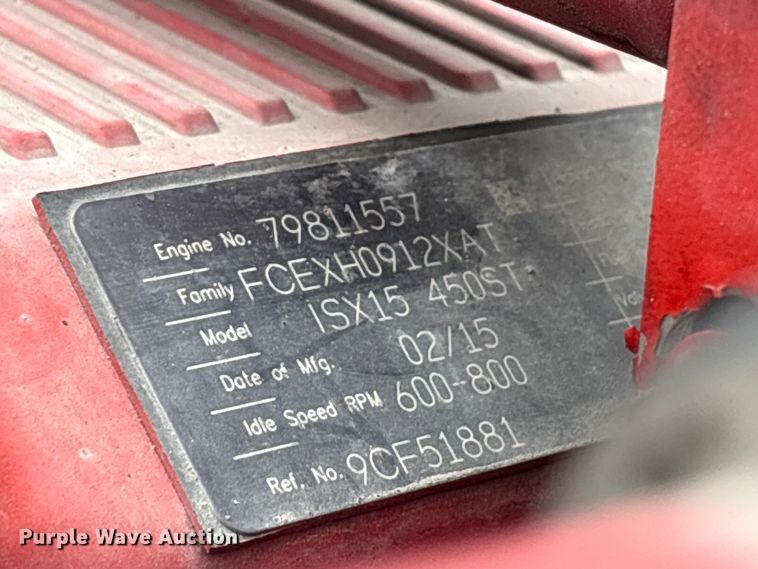 Engine No. 79811557
Family FCEXH0912XAT
Model ISX15 450ST
Date of Mfg. 02/15
Idle Speed RPM 600-800
Ref. No. 9CF51881
Purple Wave Auction